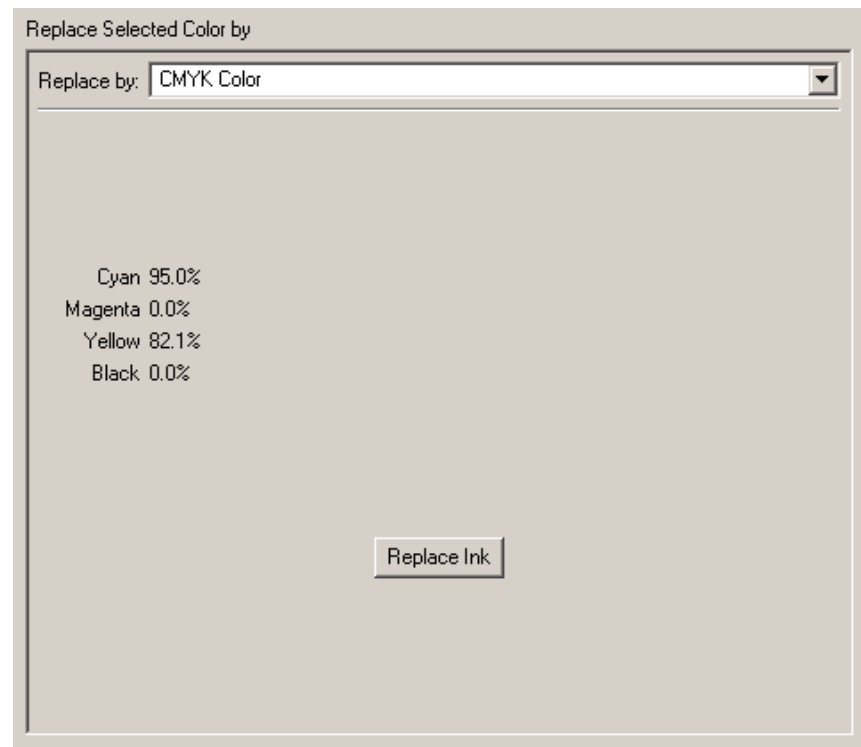 Replace Selected Color by
Replace by: CMYK Color
Cyan 95.0%
Magenta 0.0%
Yellow 82.1%
Black 0.0%
Replace Ink